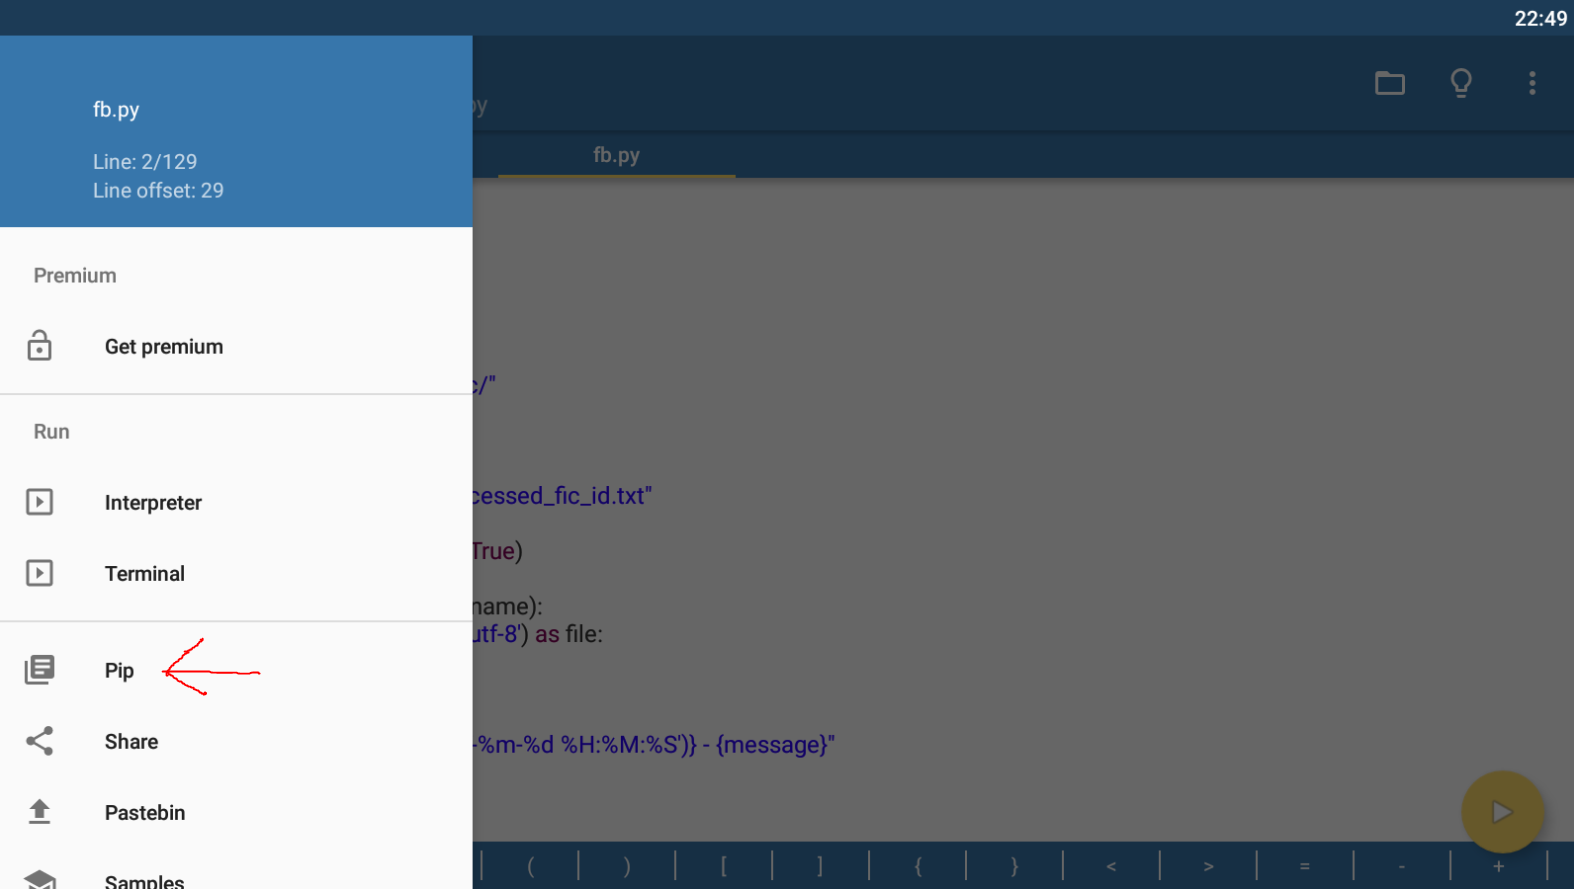 22:49
fb.py
Line: 2/129
Line offset: 29
py
fb.py
Premium
Get premium
Run
Interpreter
Terminal
Pip
Share
Pastebin
Samples
c/"
cessed_fic_id.txt"
True)
name):
utf-8') as file:
-%m-%d %H:%M:%S')} - {message}"
( ) [ ] { } < > = - +